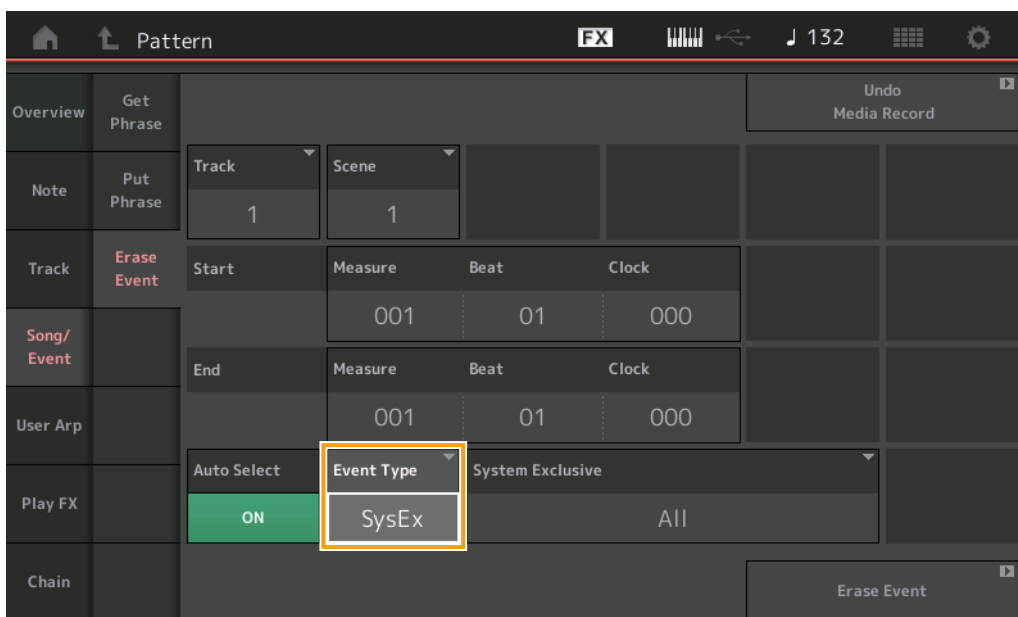 Pattern
FX
♩ 132
Overview
Note
Track
Song/
Event
User Arp
Play FX
Chain
Get
Phrase
Put
Phrase
Erase
Event
Undo
Media Record
Track
Scene
1
1
Start
Measure
Beat
Clock
001
01
000
End
Measure
Beat
Clock
001
01
000
Auto Select
Event Type
System Exclusive
ON
SysEx
All
Erase Event